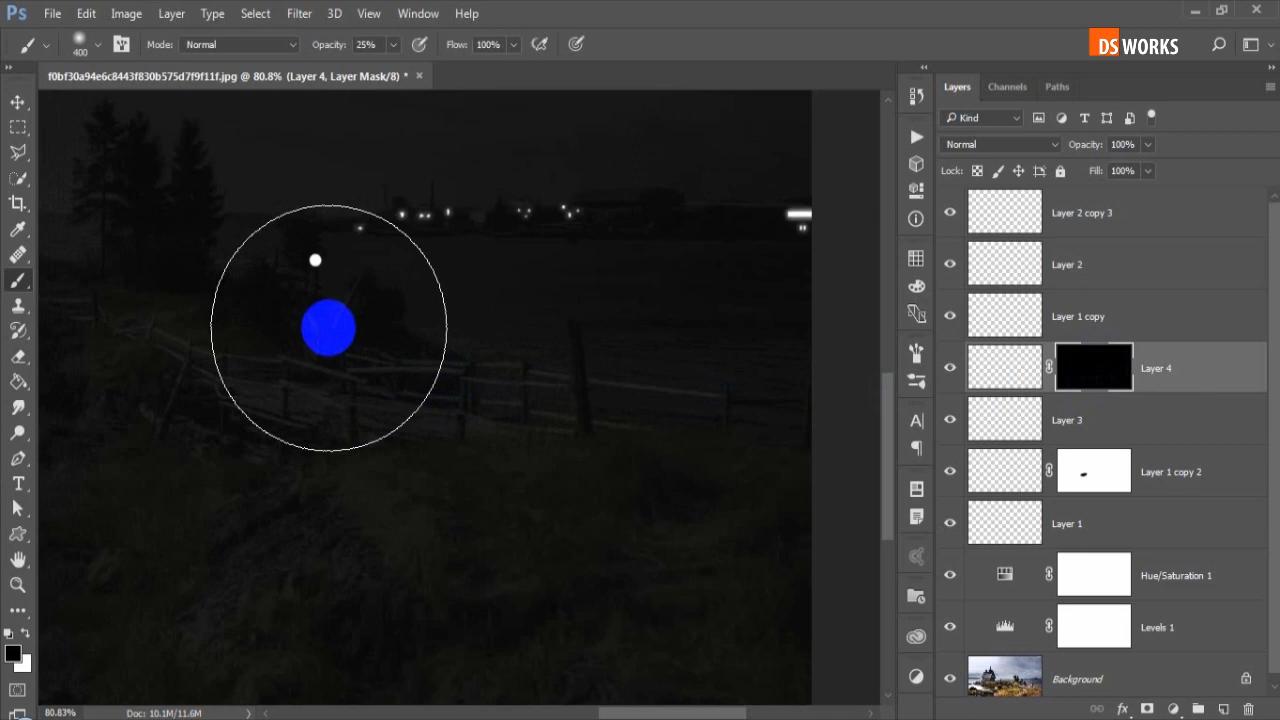 Ps File Edit Image Layer Type Select Filter 3D View Window Help
400 Mode: Normal Opacity: 25% Flow: 100%
DS WORKS
f0bf30a94e6c8443f830b575d7f9f11f.jpg @ 80.8% (Layer 4, Layer Mask/8) * ×
Layers Channels Paths
Kind
Normal Opacity: 100%
Lock: Fill: 100%
Layer 2 copy 3
Layer 2
Layer 1 copy
Layer 4
Layer 3
Layer 1 copy 2
Layer 1
Hue/Saturation 1
Levels 1
Background
80.83% Doc: 10.1M/11.6M